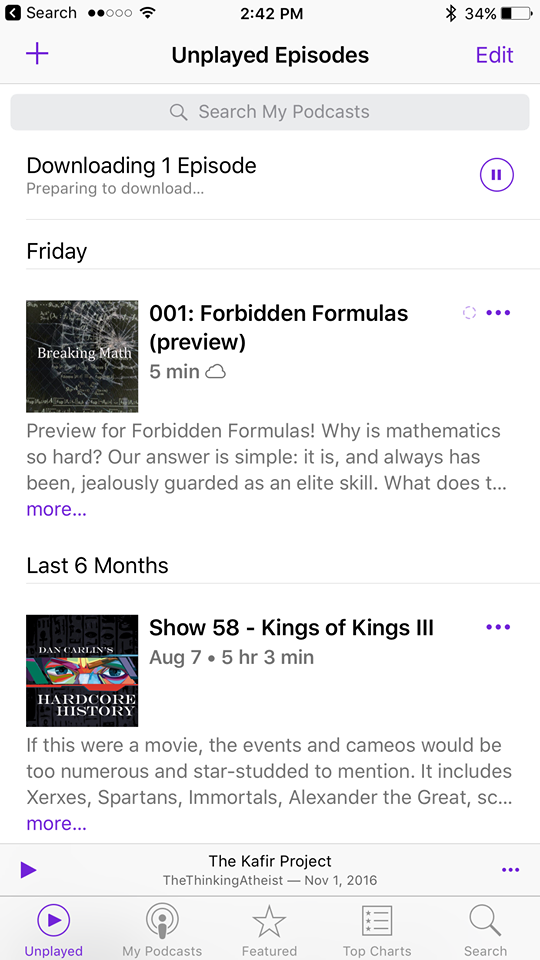 Search 2:42 PM 34%
Unplayed Episodes Edit
Search My Podcasts
Downloading 1 Episode
Preparing to download...
Friday
001: Forbidden Formulas
(preview)
5 min
Breaking Math
Preview for Forbidden Formulas! Why is mathematics
so hard? Our answer is simple: it is, and always has
been, jealously guarded as an elite skill. What does t...
more...
Last 6 Months
Show 58 - Kings of Kings III
Aug 7 • 5 hr 3 min
DAN CARLIN'S
HARDCORE
HISTORY
If this were a movie, the events and cameos would be
too numerous and star-studded to mention. It includes
Xerxes, Spartans, Immortals, Alexander the Great, sc...
more...
The Kafir Project
TheThinkingAtheist — Nov 1, 2016
Unplayed My Podcasts Featured Top Charts Search